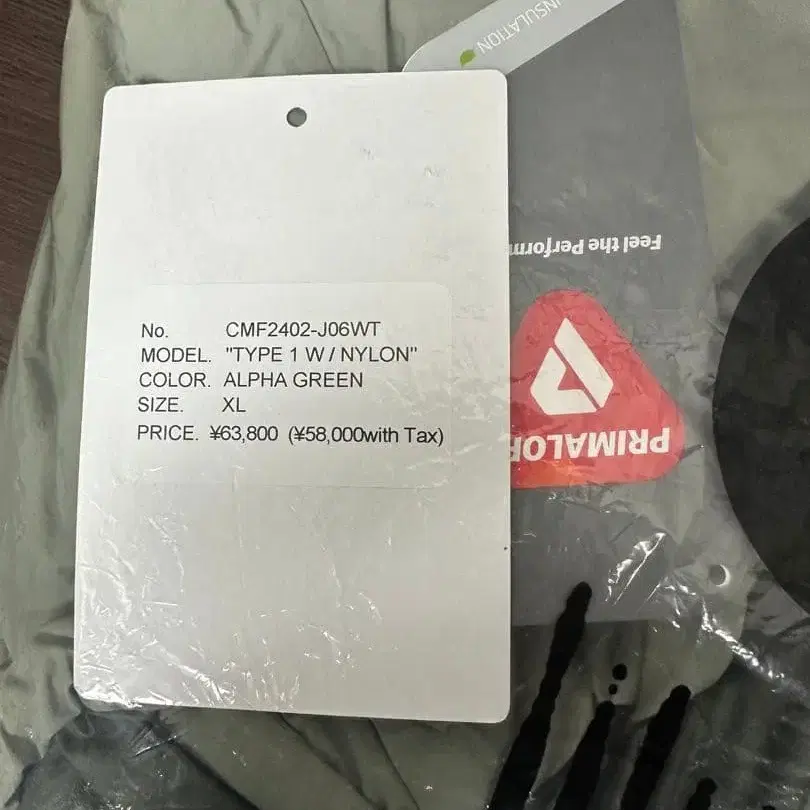 INSULATION
Feel the Perform
PRIMALOF
No. CMF2402-J06WT
MODEL. "TYPE 1 W / NYLON"
COLOR. ALPHA GREEN
SIZE. XL
PRICE. ¥63,800 (¥58,000with Tax)